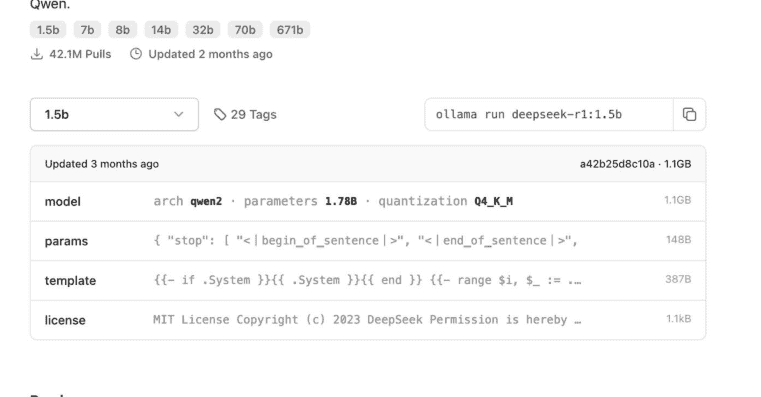 Qwen.
1.5b 7b 8b 14b 32b 70b 671b
42.1M Pulls Updated 2 months ago
1.5b 29 Tags ollama run deepseek-r1:1.5b
Updated 3 months ago a42b25d8c10a · 1.1GB
model arch qwen2 · parameters 1.78B · quantization Q4_K_M 1.1GB
params { "stop": [ "<|begin_of_sentence|>", "<|end_of_sentence|>", 148B
template {{- if .System }}{{ .System }}{{ end }} {{- range $i, $_ := .… 387B
license MIT License Copyright (c) 2023 DeepSeek Permission is hereby … 1.1kB